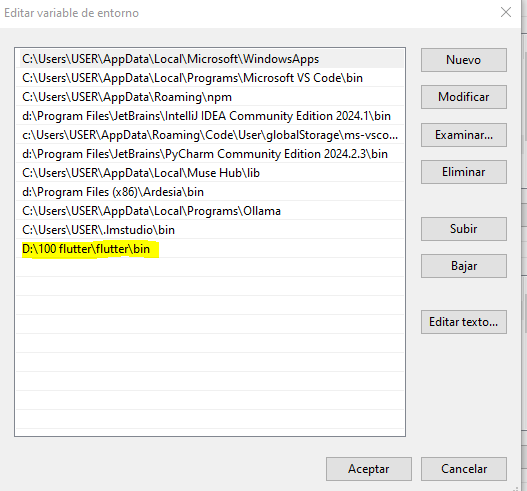 Editar variable de entorno
C:\Users\USER\AppData\Local\Microsoft\WindowsApps
C:\Users\USER\AppData\Local\Programs\Microsoft VS Code\bin
C:\Users\USER\AppData\Roaming\npm
d:\Program Files\JetBrains\IntelliJ IDEA Community Edition 2024.1\bin
c:\Users\USER\AppData\Roaming\Code\User\globalStorage\ms-vsco...
d:\Program Files\JetBrains\PyCharm Community Edition 2024.2.3\bin
C:\Users\USER\AppData\Local\Muse Hub\lib
d:\Program Files (x86)\Ardesia\bin
C:\Users\USER\AppData\Local\Programs\Ollama
C:\Users\USER\.lmstudio\bin
D:\100 flutter\flutter\bin
Nuevo
Modificar
Examinar...
Eliminar
Subir
Bajar
Editar texto...
Aceptar
Cancelar